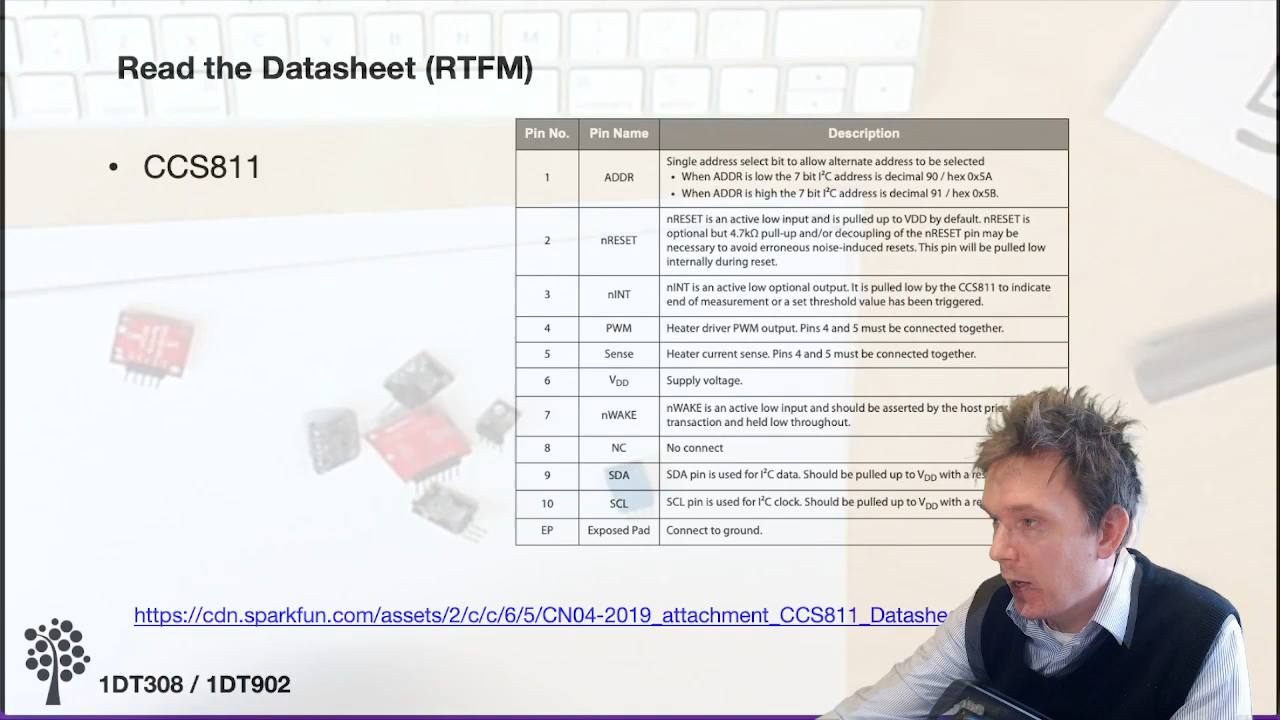 Read the Datasheet (RTFM)
• CCS811
Pin No. Pin Name Description
1 ADDR Single address select bit to allow alternate address to be selected
• When ADDR is low the 7 bit I²C address is decimal 90 / hex 0x5A
• When ADDR is high the 7 bit I²C address is decimal 91 / hex 0x5B.
2 nRESET nRESET is an active low input and is pulled up to VDD by default. nRESET is
optional but 4.7kΩ pull-up and/or decoupling of the nRESET pin may be
necessary to avoid erroneous noise-induced resets. This pin will be pulled low
internally during reset.
3 nINT nINT is an active low optional output. It is pulled low by the CCS811 to indicate
end of measurement or a set threshold value has been triggered.
4 PWM Heater driver PWM output. Pins 4 and 5 must be connected together.
5 Sense Heater current sense. Pins 4 and 5 must be connected together.
6 VDD Supply voltage.
7 nWAKE nWAKE is an active low input and should be asserted by the host
transaction and held low throughout.
8 NC No connect
9 SDA SDA pin is used for I²C data. Should be pulled up to VDD with a
10 SCL SCL pin is used for I²C clock. Should be pulled up to VDD with a
EP Exposed Pad Connect to ground.
https://cdn.sparkfun.com/assets/2/c/c/6/5/CN04-2019_attachment_CCS811_Datashe
1DT308 / 1DT902